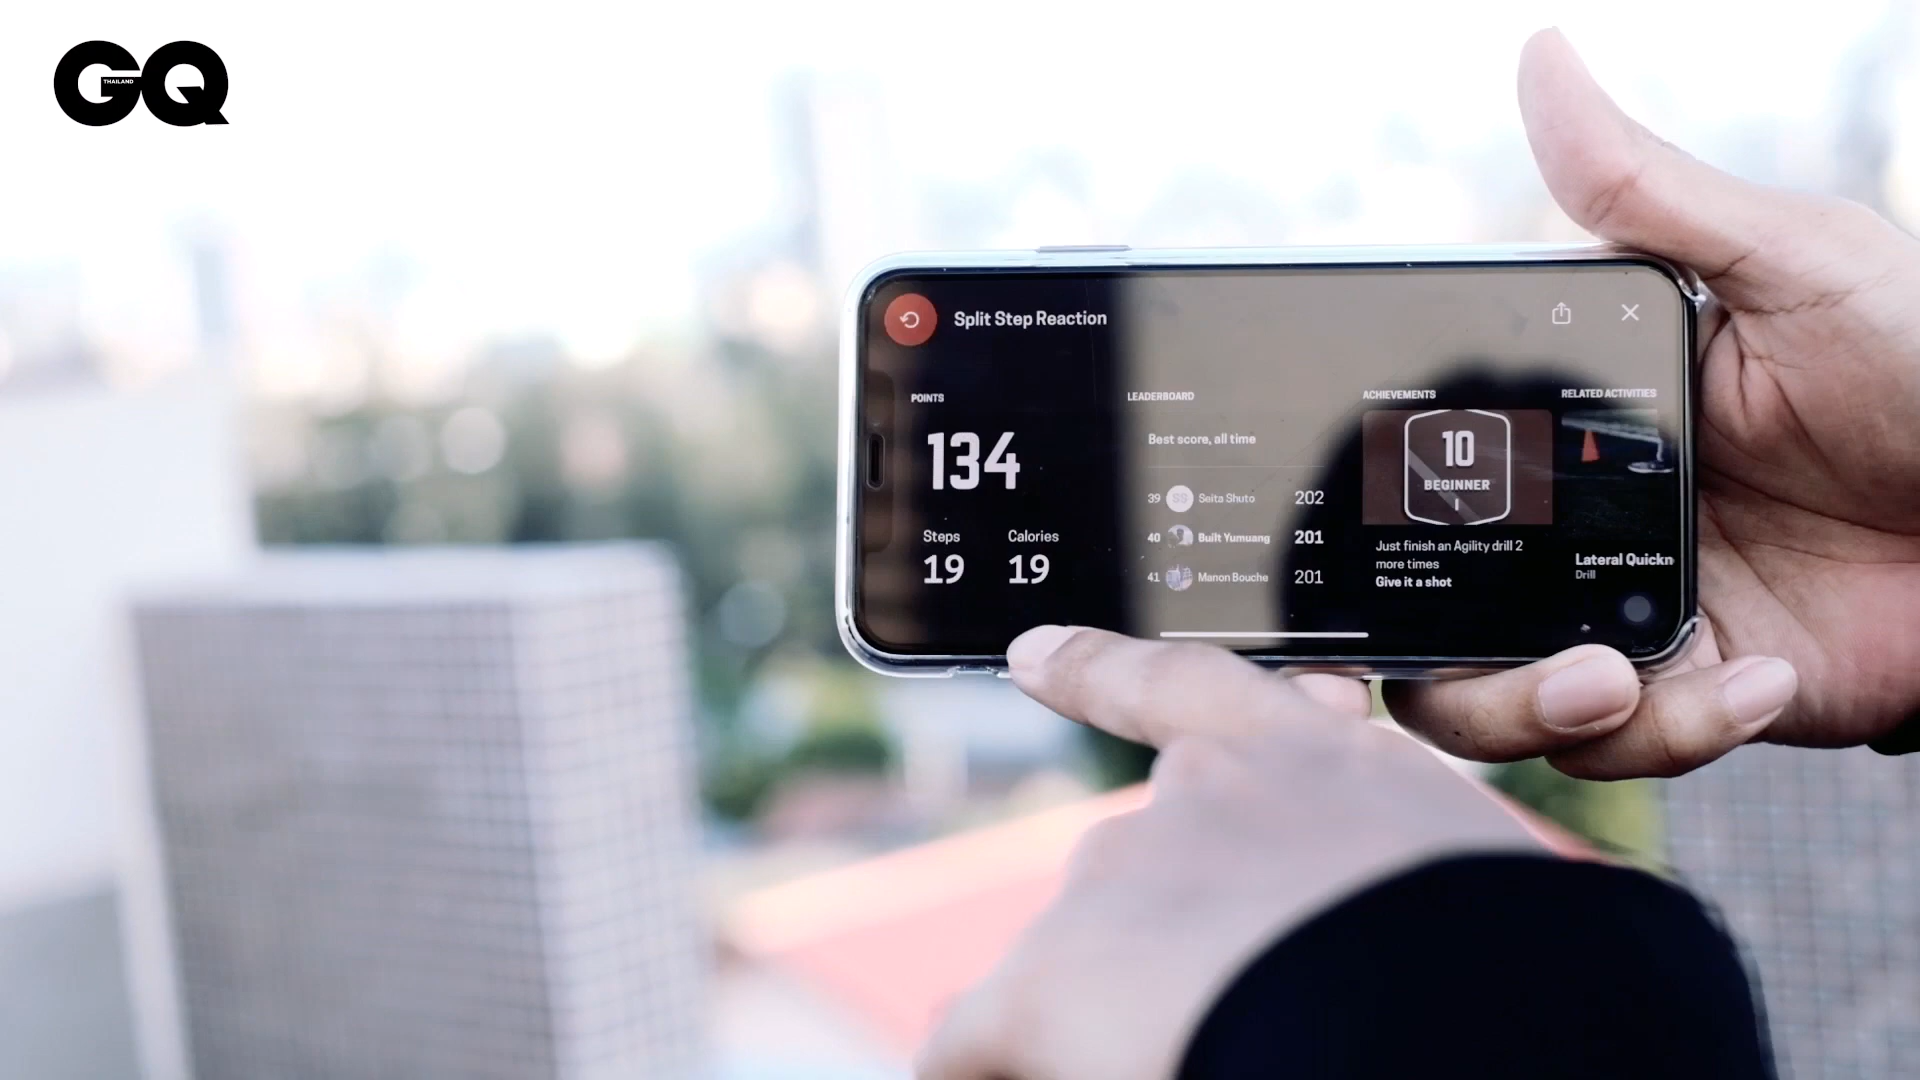 GQ
THAILAND
Split Step Reaction
POINTS
134
Steps
19
Calories
19
LEADERBOARD
Best score, all time
39 SS Seita Shuto 202
40 Built Yumuang 201
41 Manon Bouche 201
ACHIEVEMENTS
10
BEGINNER
I
Just finish an Agility drill 2
more times
Give it a shot
RELATED ACTIVITIES
Lateral Quickn
Drill